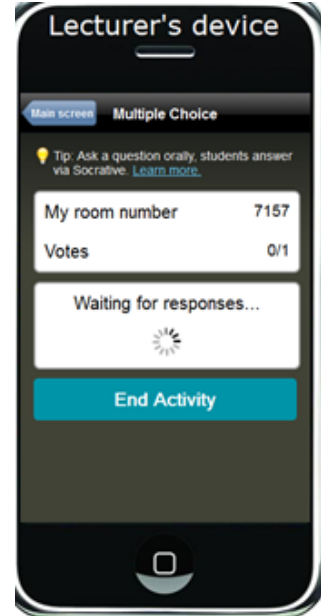 Lecturer's device
Main screen Multiple Choice
Tip: Ask a question orally, students answer
via Socrative. Learn more.
My room number 7157
Votes 0/1
Waiting for responses...
End Activity